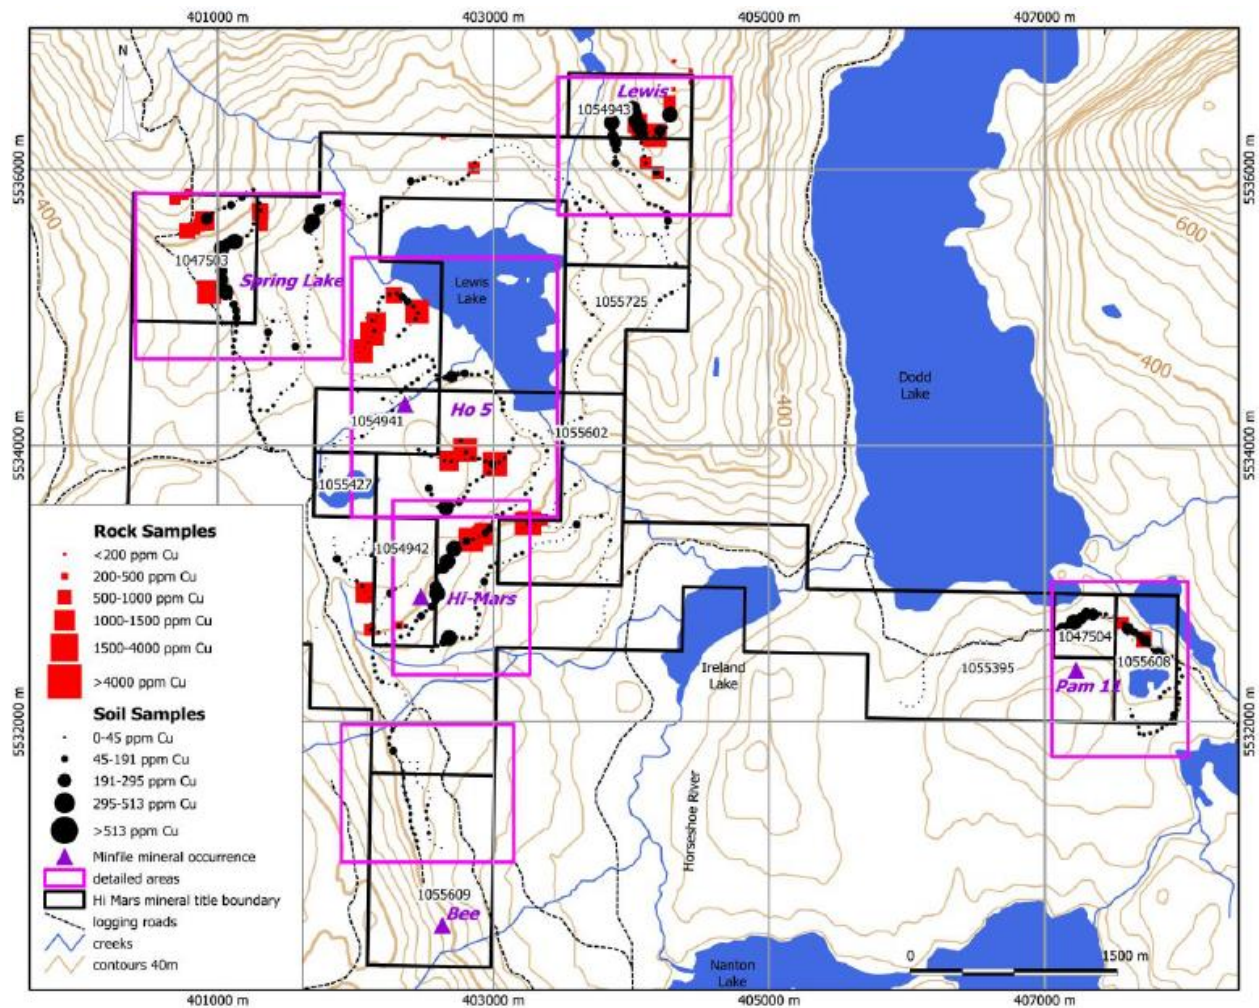 401000 m
403000 m
405000 m
407000 m
N
Lewis
1054943
5536000 m
5536000 m
400
600
1047503
Spring Lake
Lewis
Lake
1055725
400
400
Dodd
Lake
1054941
Ho 5
1055602
5534000 m
5534000 m
1055427
1054942
Hi-Mars
Rock Samples
<200 ppm Cu
200-500 ppm Cu
500-1000 ppm Cu
1000-1500 ppm Cu
1500-4000 ppm Cu
>4000 ppm Cu
Soil Samples
0-45 ppm Cu
45-191 ppm Cu
191-295 ppm Cu
295-513 ppm Cu
>513 ppm Cu
Minfile mineral occurrence
detailed areas
Hi Mars mineral title boundary
logging roads
creeks
contours 40m
1047504
1055395
1055608
Pam 11
Ireland
Lake
5532000 m
5532000 m
Horseshoe River
1055609
Bee
Nanton
Lake
0
1500 m
401000 m
403000 m
405000 m
407000 m